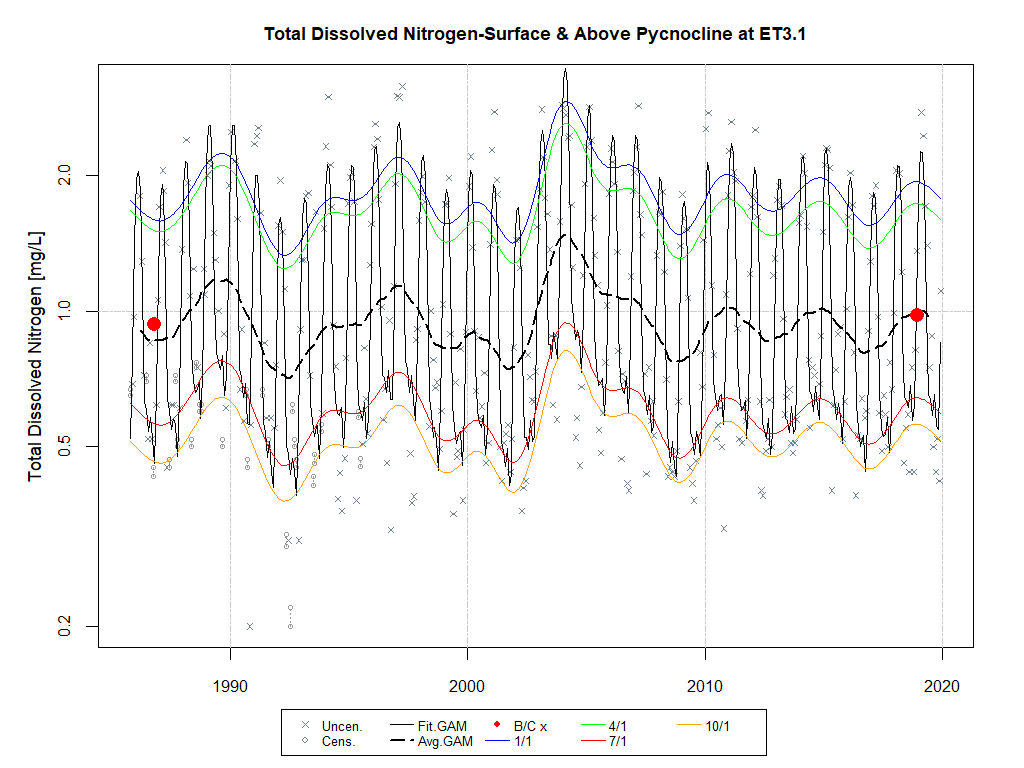 Total Dissolved Nitrogen-Surface & Above Pycnocline at ET3.1
Total Dissolved Nitrogen [mg/L]
2.0
1.0
0.5
0.2
1990 2000 2010 2020
Uncen. Fit.GAM B/C x 4/1 10/1
Cens. Avg.GAM 1/1 7/1